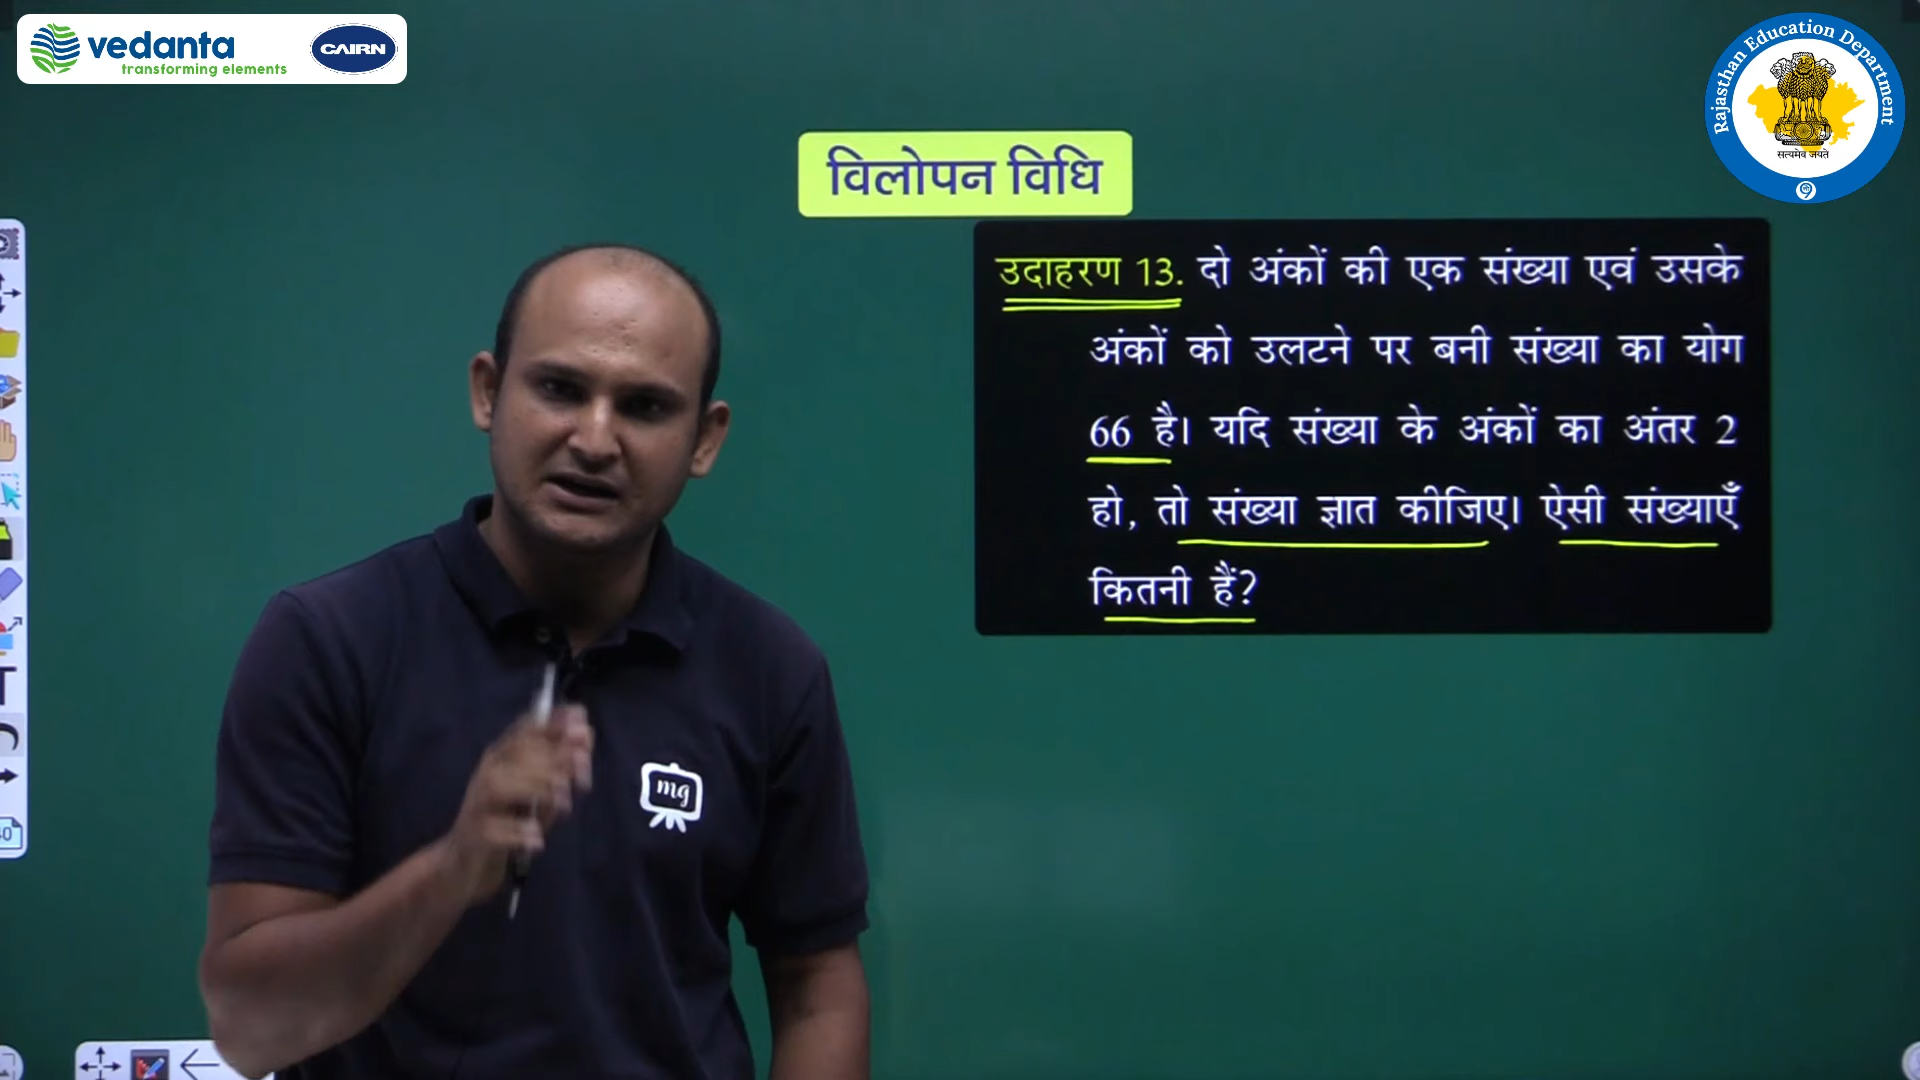 vedanta
transforming elements
CAIRN
Rajasthan Education Department
सत्यमेव जयते
विलोपन विधि
उदाहरण 13. दो अंकों की एक संख्या एवं उसके
अंकों को उलटने पर बनी संख्या का योग
66 है। यदि संख्या के अंकों का अंतर 2
हो, तो संख्या ज्ञात कीजिए। ऐसी संख्याएँ
कितनी हैं?
mg